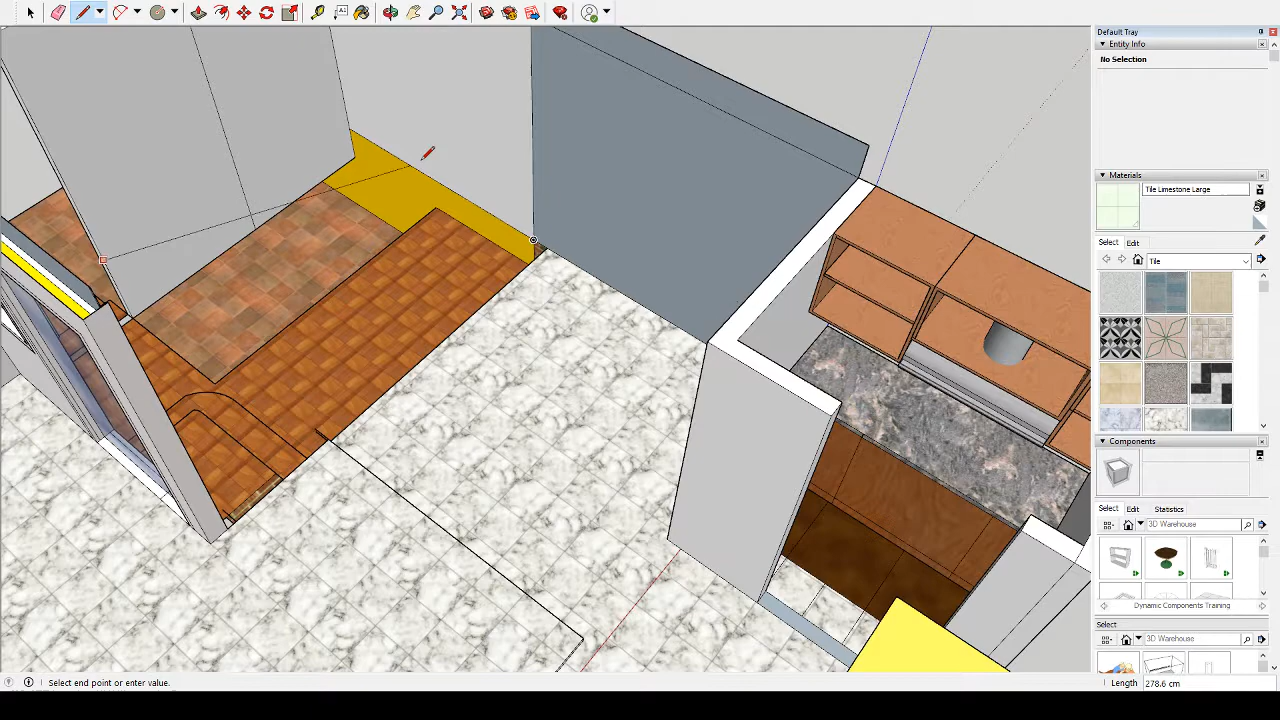 Default Tray
Entity Info
No Selection
Materials
Tile Limestone Large
Select
Edit
Tile
Components
Select
Edit
Statistics
3D Warehouse
Dynamic Components Training
Select
3D Warehouse
Select end point or enter value.
Length
278.6 cm